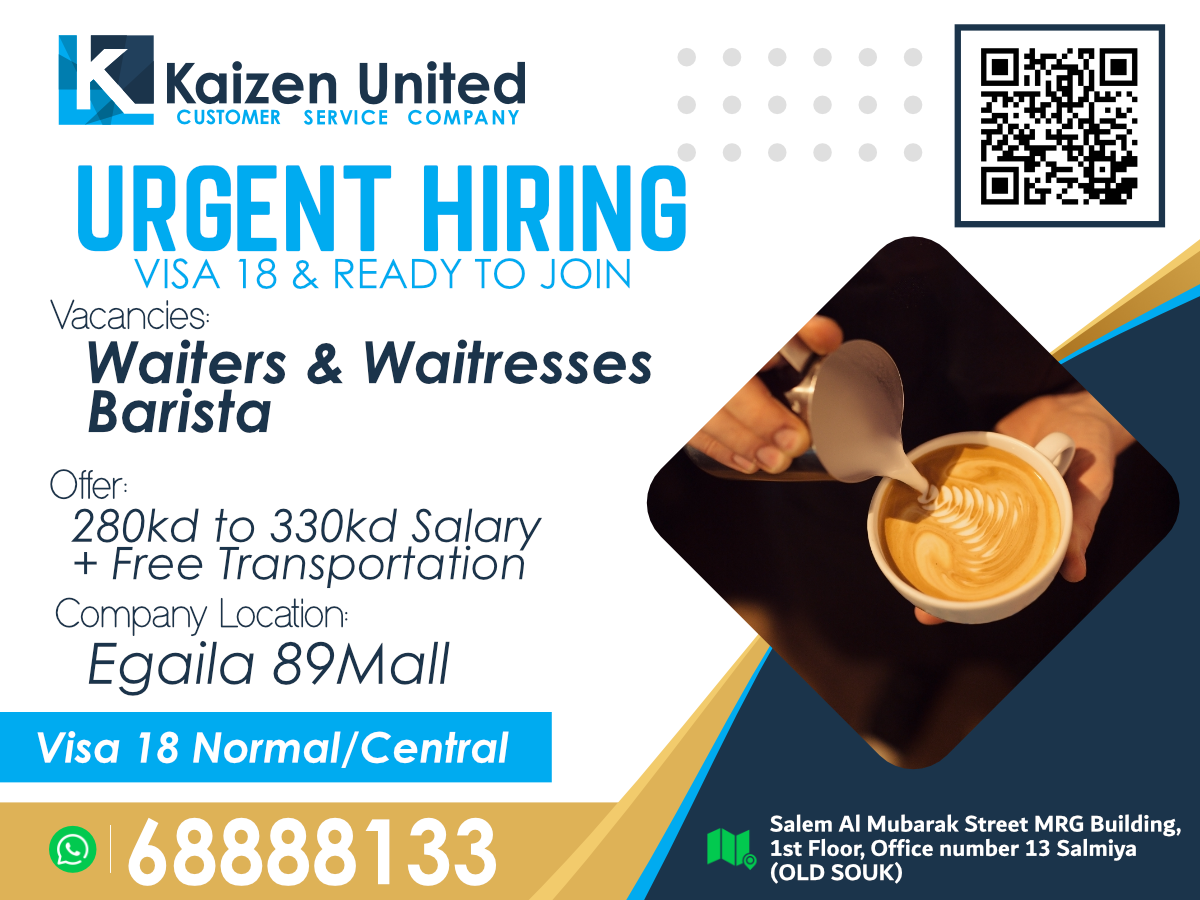 K
Kaizen United
CUSTOMER SERVICE COMPANY
URGENT HIRING
VISA 18 & READY TO JOIN
Vacancies:
Waiters & Waitresses
Barista
Offer:
280kd to 330kd Salary
+ Free Transportation
Company Location:
Egaila 89Mall
Visa 18 Normal/Central
68888133
Salem Al Mubarak Street MRG Building,
1st Floor, Office number 13 Salmiya
(OLD SOUK)